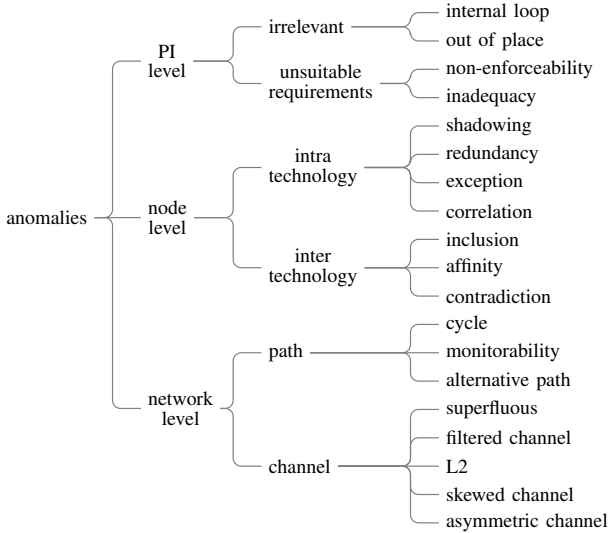 anomalies
PI
level
irrelevant
internal loop
out of place
unsuitable
requirements
non-enforceability
inadequacy
node
level
intra
technology
shadowing
redundancy
exception
correlation
inter
technology
inclusion
affinity
contradiction
network
level
path
cycle
monitorability
alternative path
channel
superfluous
filtered channel
L2
skewed channel
asymmetric channel